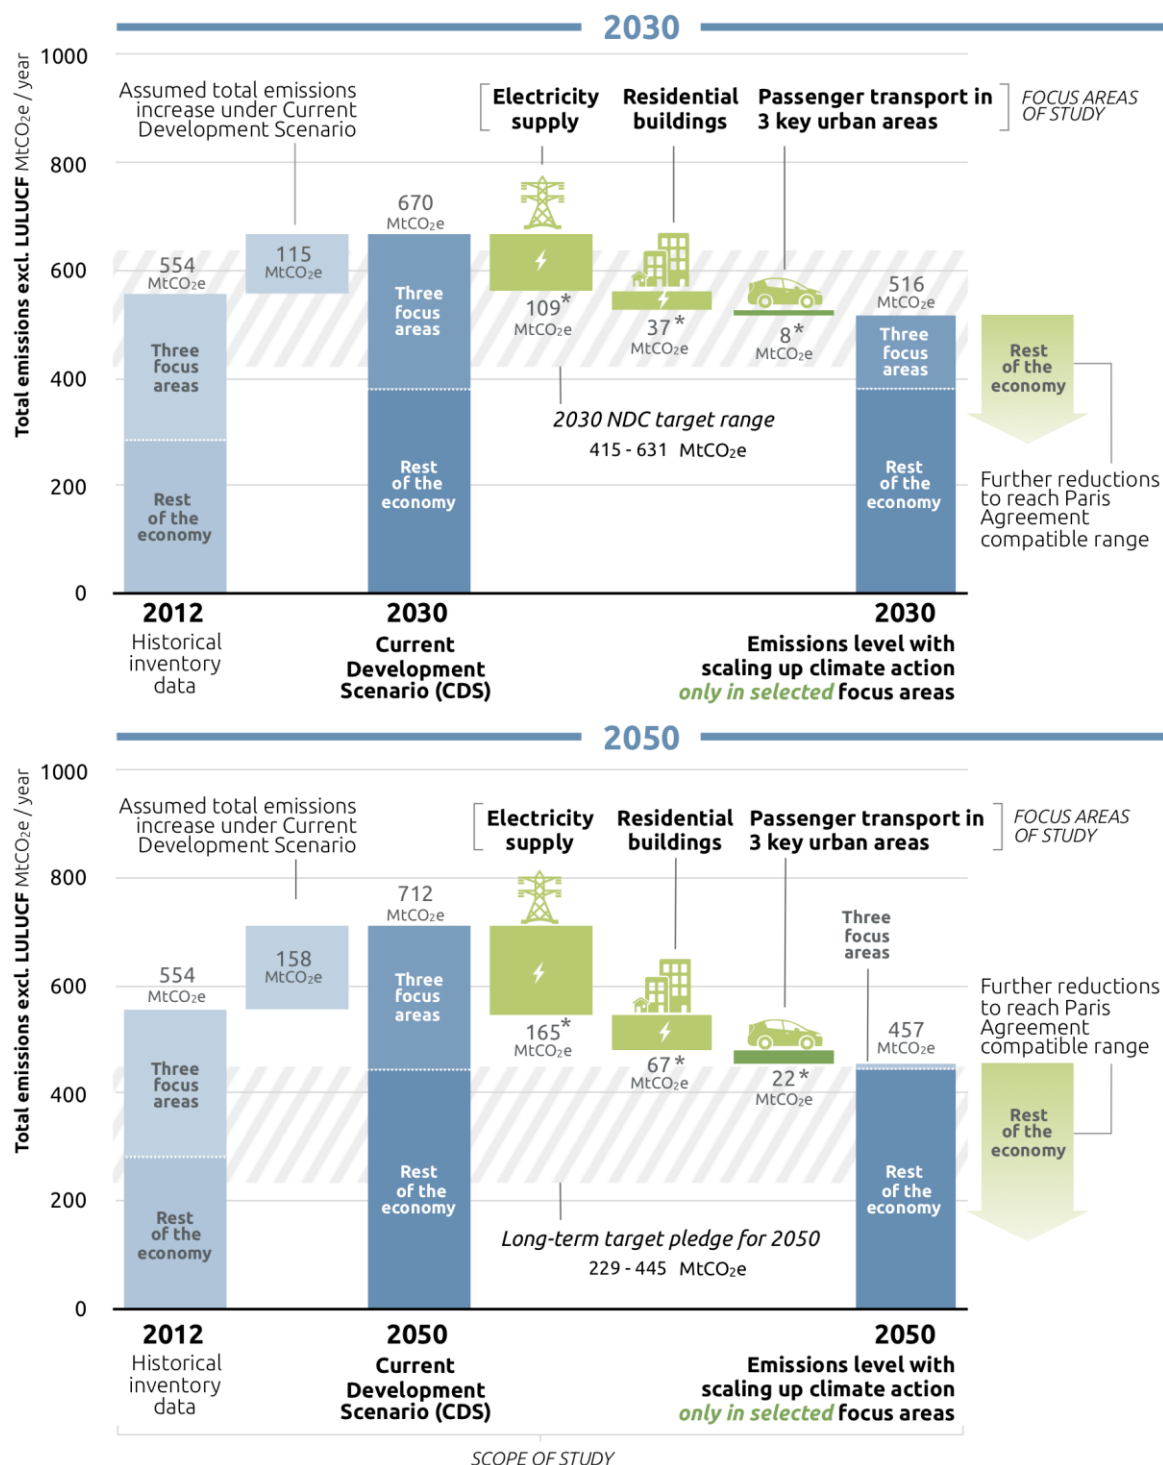 2030
Total emissions excl. LULUCF MtCO₂e / year
1000
800
600
400
200
0
Assumed total emissions
increase under Current
Development Scenario
Electricity
supply
Residential
buildings
Passenger transport in
3 key urban areas
FOCUS AREAS
OF STUDY
554
MtCO₂e
115
MtCO₂e
670
MtCO₂e
109*
MtCO₂e
37*
MtCO₂e
8*
MtCO₂e
516
MtCO₂e
Three
focus
areas
Rest
of the
economy
Three
focus
areas
Rest
of the
economy
2030 NDC target range
415 - 631 MtCO₂e
Three
focus
areas
Rest
of the
economy
Rest
of the
economy
Further reductions
to reach Paris
Agreement
compatible range
2012
Historical
inventory
data
2030
Current
Development
Scenario (CDS)
2030
Emissions level with
scaling up climate action
only in selected focus areas
2050
Total emissions excl. LULUCF MtCO₂e / year
1000
800
600
400
200
0
Assumed total emissions
increase under Current
Development Scenario
Electricity
supply
Residential
buildings
Passenger transport in
3 key urban areas
FOCUS AREAS
OF STUDY
554
MtCO₂e
158
MtCO₂e
712
MtCO₂e
165*
MtCO₂e
67*
MtCO₂e
22*
MtCO₂e
Three
focus
areas
457
MtCO₂e
Further reductions
to reach Paris
Agreement
compatible range
Three
focus
areas
Rest
of the
economy
Three
focus
areas
Rest
of the
economy
Long-term target pledge for 2050
229 - 445 MtCO₂e
Rest
of the
economy
Rest
of the
economy
2012
Historical
inventory
data
2050
Current
Development
Scenario (CDS)
2050
Emissions level with
scaling up climate action
only in selected focus areas
SCOPE OF STUDY